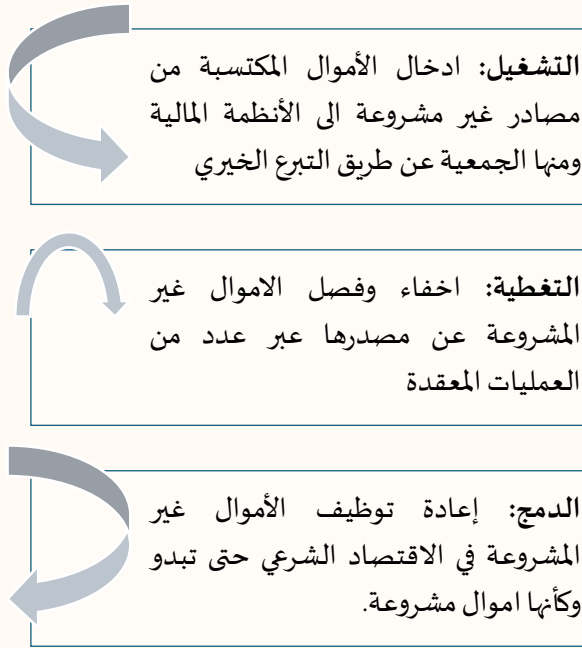 التشغيل: ادخال الأموال المكتسبة من
مصادر غير مشروعة الى الأنظمة المالية
ومنها الجمعية عن طريق التبرع الخيري
التغطية: اخفاء وفصل الاموال غير
المشروعة عن مصدرها عبر عدد من
العمليات المعقدة
الدمج: إعادة توظيف الأموال غير
المشروعة في الاقتصاد الشرعي حتى تبدو
وكأنها اموال مشروعة.